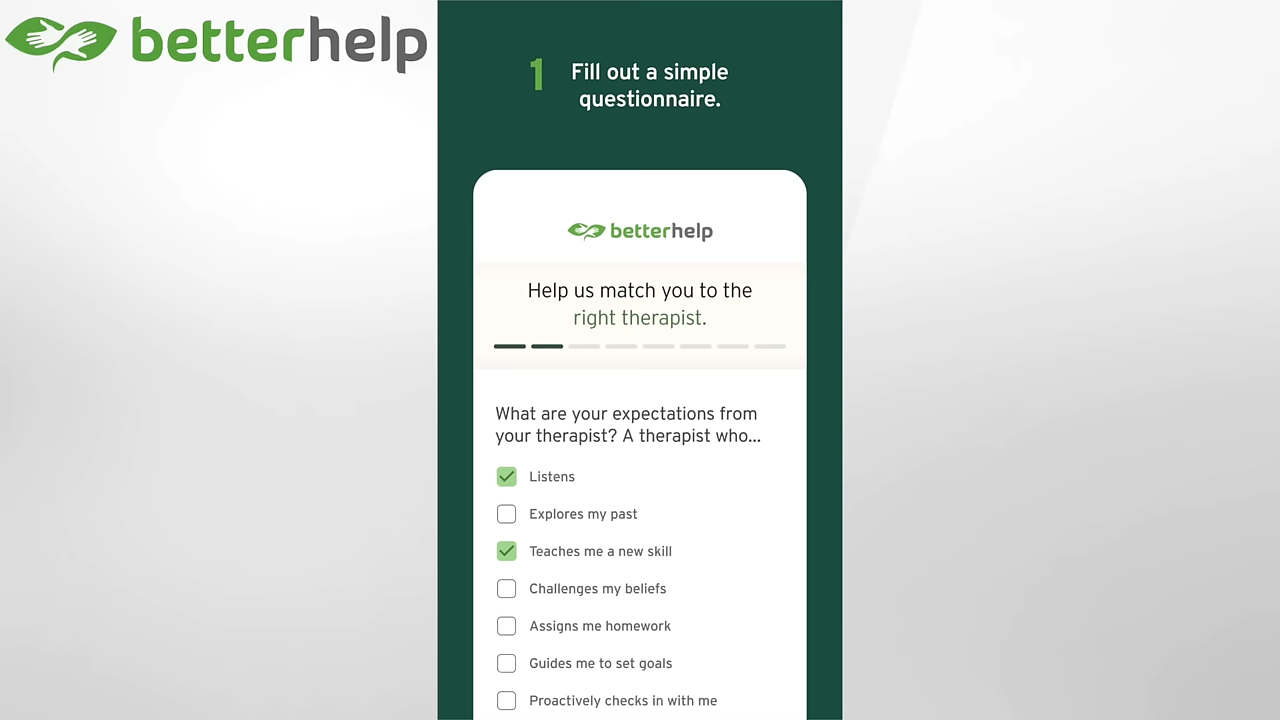 betterhelp
1 Fill out a simple
questionnaire.
betterhelp
Help us match you to the
right therapist.
What are your expectations from
your therapist? A therapist who...
Listens
Explores my past
Teaches me a new skill
Challenges my beliefs
Assigns me homework
Guides me to set goals
Proactively checks in with me